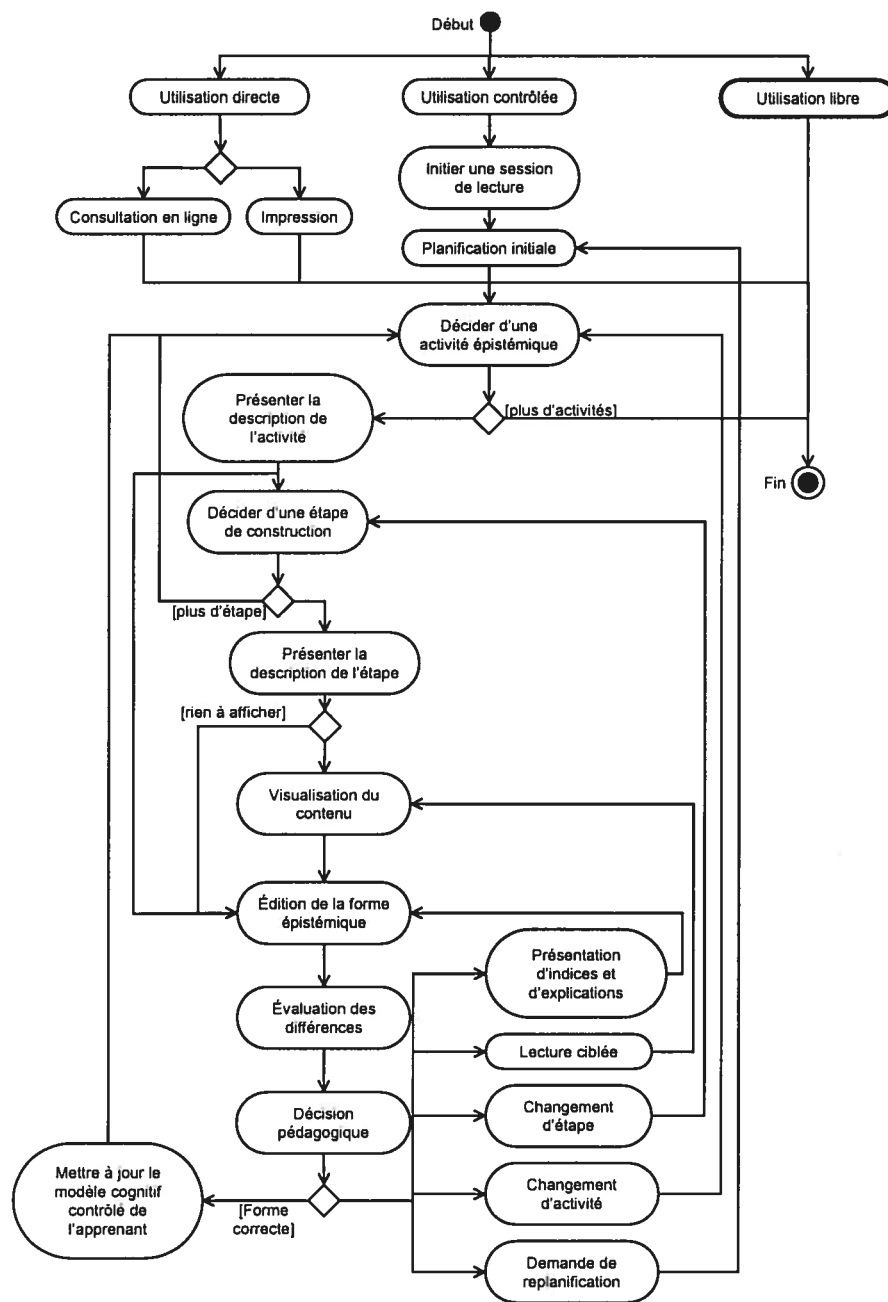 Début
Utilisation directe
Utilisation contrôlée
Utilisation libre
Initier une session
de lecture
Consultation en ligne
Impression
Planification initiale
Décider d'une
activité épistémique
Présenter la
description de
l'activité
[plus d'activités]
Fin
Décider d'une étape
de construction
[plus d'étape]
Présenter la
description de l'étape
[rien à afficher]
Visualisation du
contenu
Édition de la forme
épistémique
Présentation
d'indices et
d'explications
Évaluation des
différences
Lecture ciblée
Décision
pédagogique
Changement
d'étape
Mettre à jour le
modèle cognitif
contrôlé de
l'apprenant
[Forme
correcte]
Changement
d'activité
Demande de
replanification